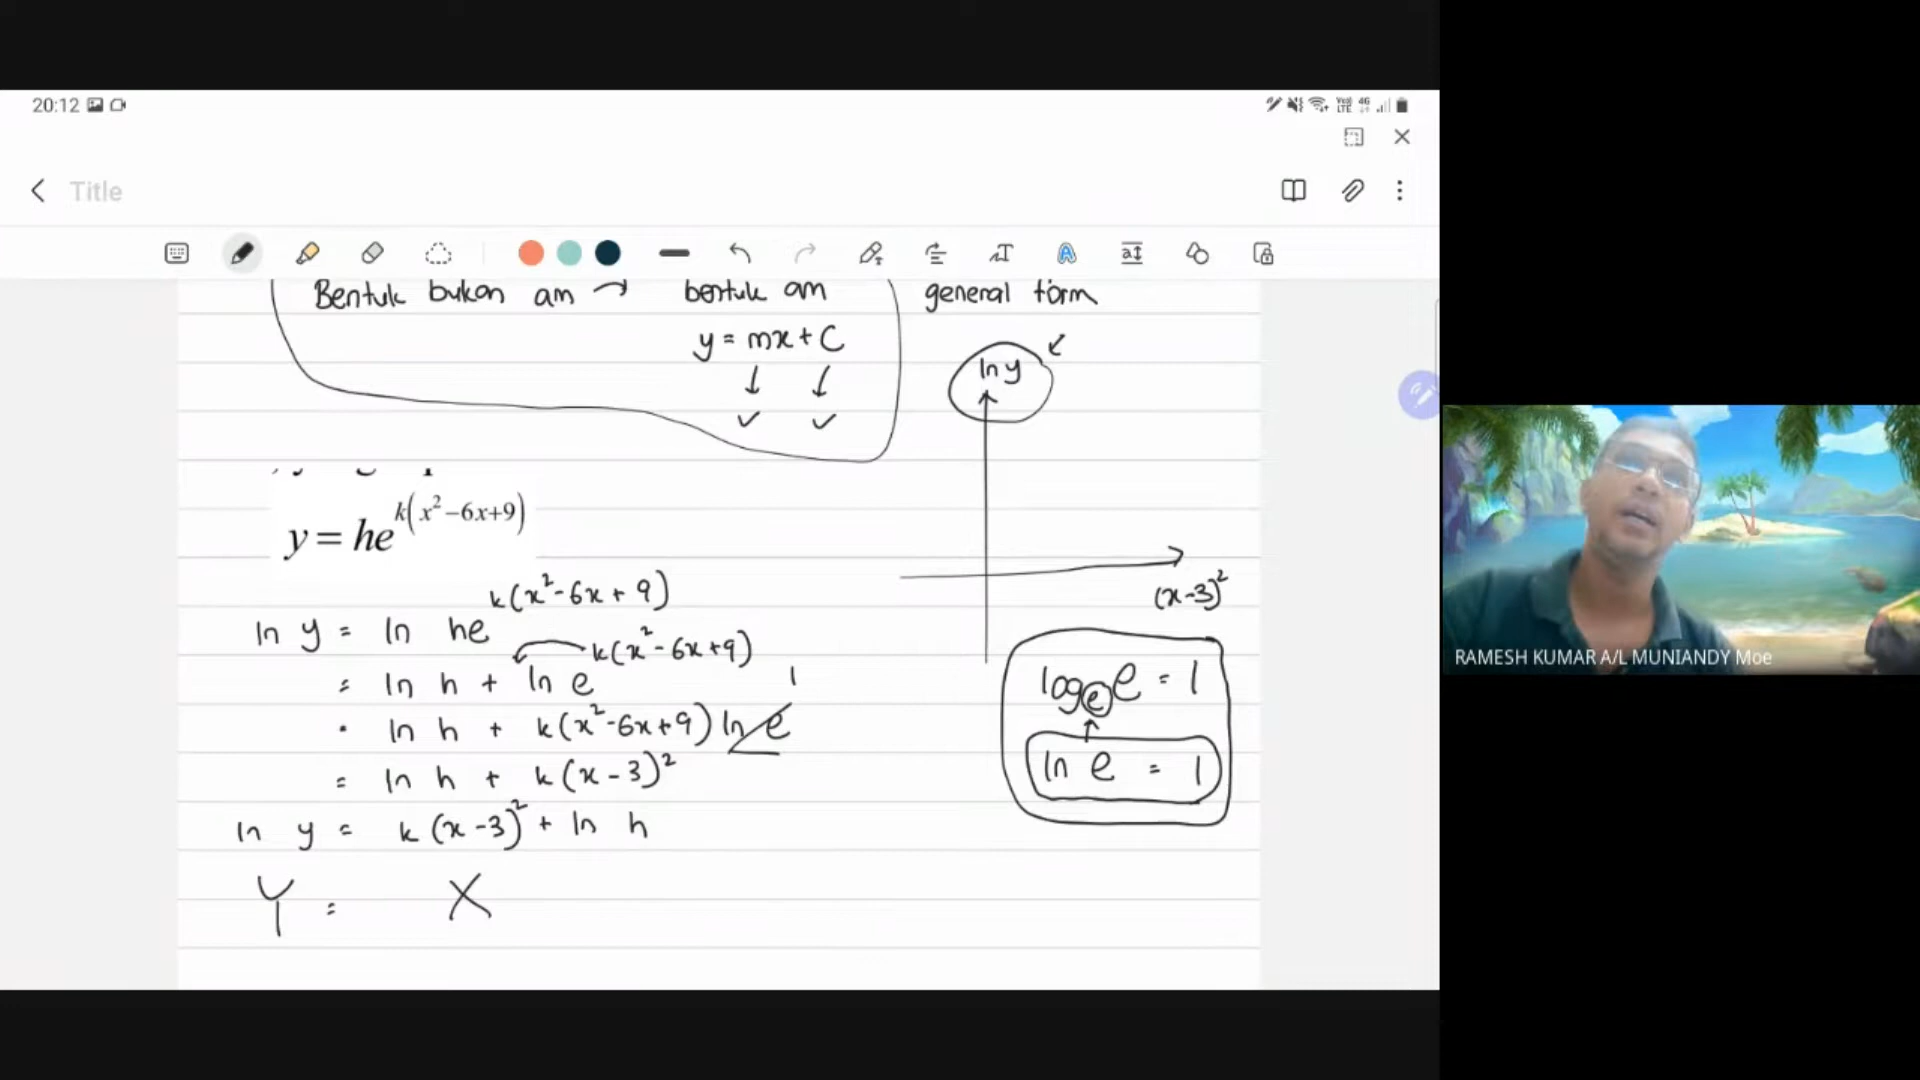 20:12
Title
Bentuk bukan am → bentuk am general form
y = mx + C
↓ ↓
✓ ✓
ln y
y = he^{k(x²−6x+9)}
ln y = ln he^{k(x²-6x+9)}
= ln h + ln e^{k(x²-6x+9)}
(x-3)²
1
= ln h + k(x²-6x+9) ln e
= ln h + k(x-3)²
ln y = k(x-3)² + ln h
Y = X
logₑe = 1
ln e = 1
RAMESH KUMAR A/L MUNIANDY Moe